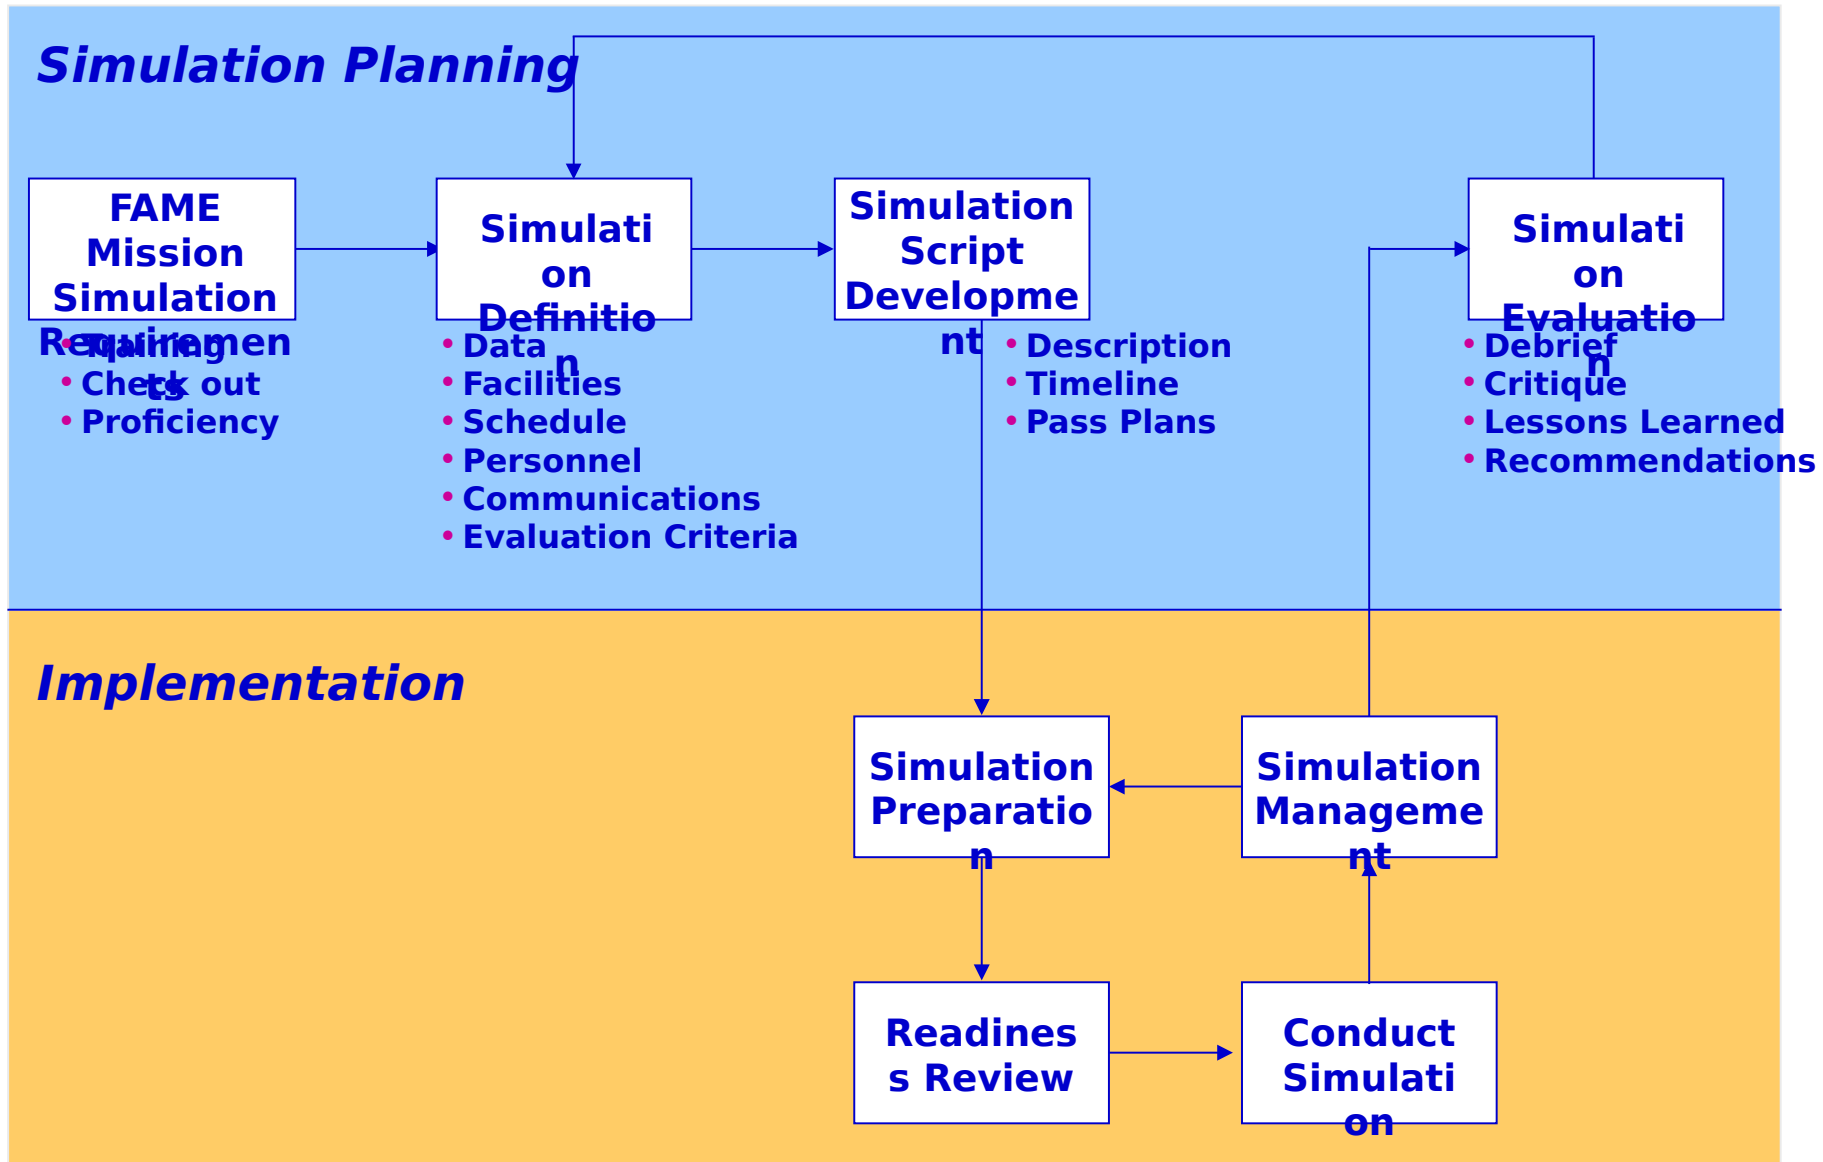 Simulation Planning
FAME
Mission
Simulation
Requiremen
ts
• Training
• Check out
• Proficiency
Simulati
on
Definitio
n
• Data
• Facilities
• Schedule
• Personnel
• Communications
• Evaluation Criteria
Simulation
Script
Developme
nt
• Description
• Timeline
• Pass Plans
Simulati
on
Evaluatio
n
• Debrief
• Critique
• Lessons Learned
• Recommendations
Implementation
Simulation
Preparatio
n
Simulation
Manageme
nt
Readines
s Review
Conduct
Simulati
on